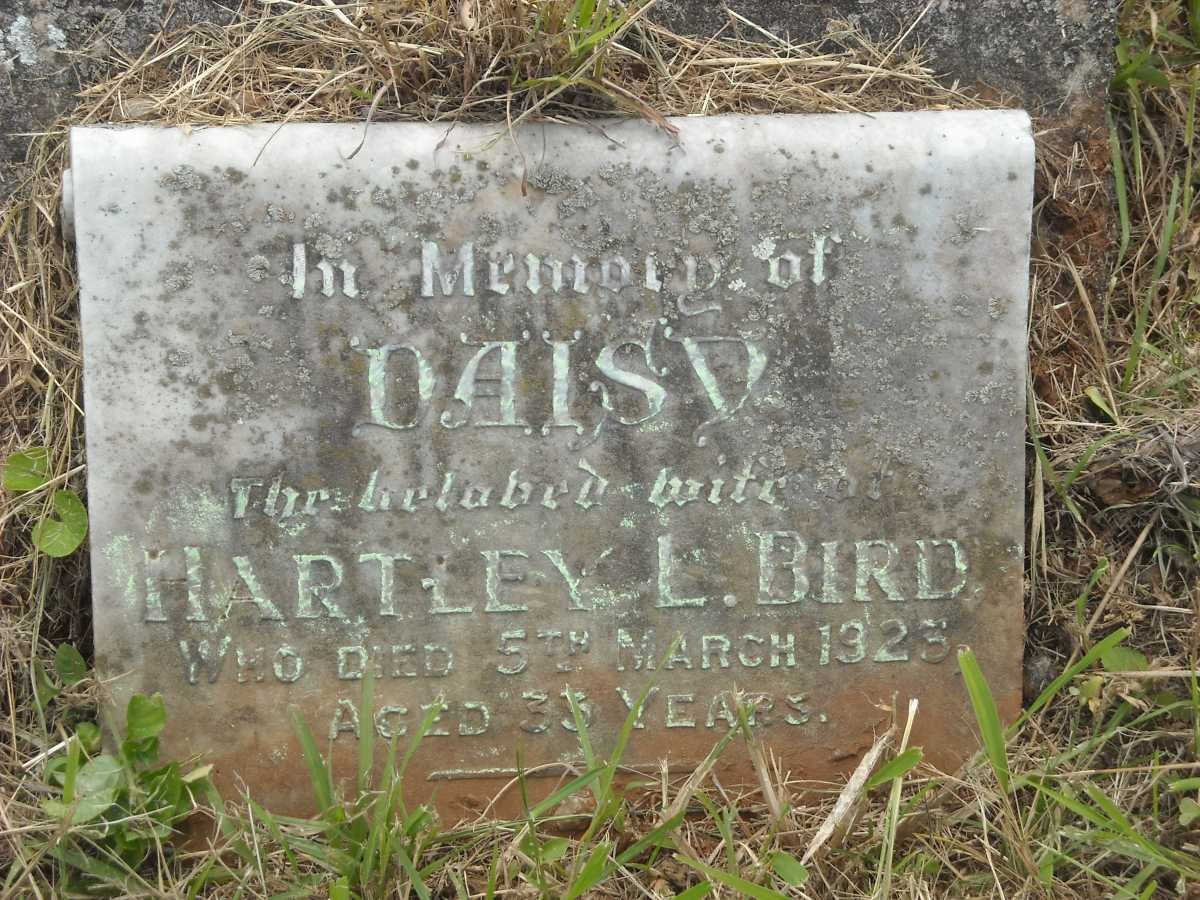 In Memory of
DAISY
The beloved wife of
HARTLEY L. BIRD.
WHO DIED 5TH MARCH
AGED YEARS.